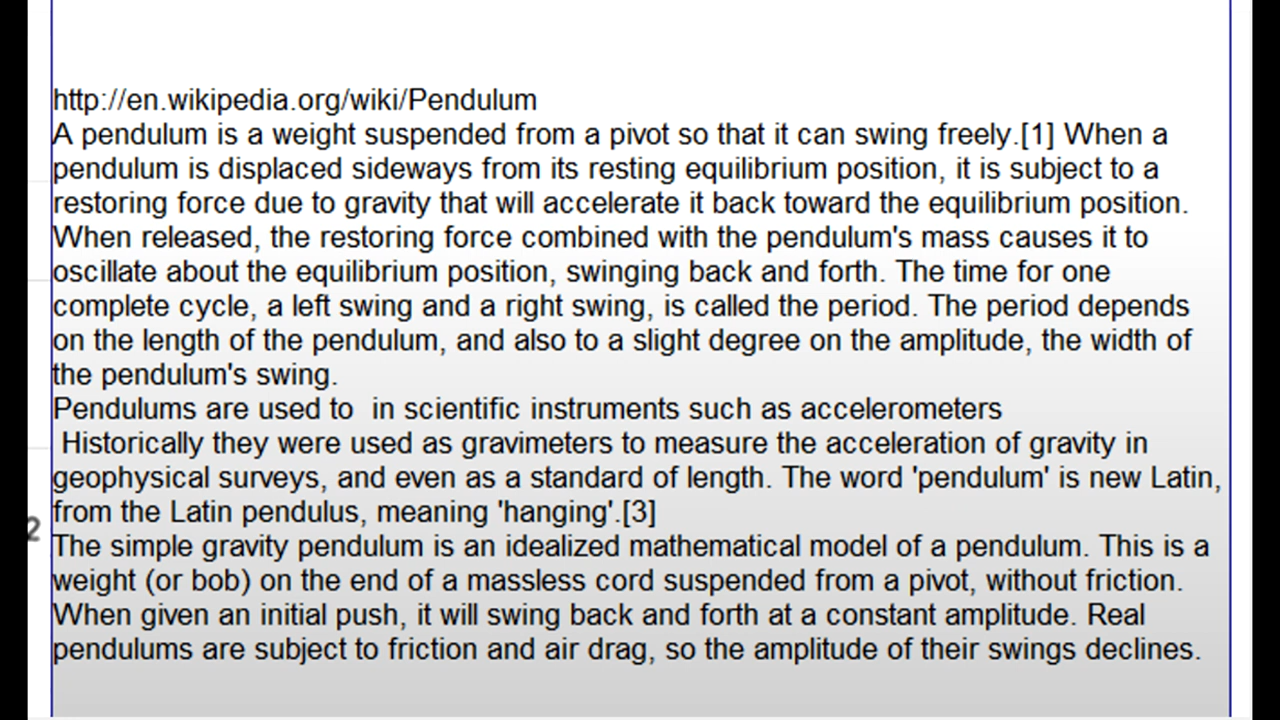 http://en.wikipedia.org/wiki/Pendulum
A pendulum is a weight suspended from a pivot so that it can swing freely.[1] When a
pendulum is displaced sideways from its resting equilibrium position, it is subject to a
restoring force due to gravity that will accelerate it back toward the equilibrium position.
When released, the restoring force combined with the pendulum's mass causes it to
oscillate about the equilibrium position, swinging back and forth. The time for one
complete cycle, a left swing and a right swing, is called the period. The period depends
on the length of the pendulum, and also to a slight degree on the amplitude, the width of
the pendulum's swing.
Pendulums are used to  in scientific instruments such as accelerometers
 Historically they were used as gravimeters to measure the acceleration of gravity in
geophysical surveys, and even as a standard of length. The word 'pendulum' is new Latin,
2
from the Latin pendulus, meaning 'hanging'.[3]
The simple gravity pendulum is an idealized mathematical model of a pendulum. This is a
weight (or bob) on the end of a massless cord suspended from a pivot, without friction.
When given an initial push, it will swing back and forth at a constant amplitude. Real
pendulums are subject to friction and air drag, so the amplitude of their swings declines.